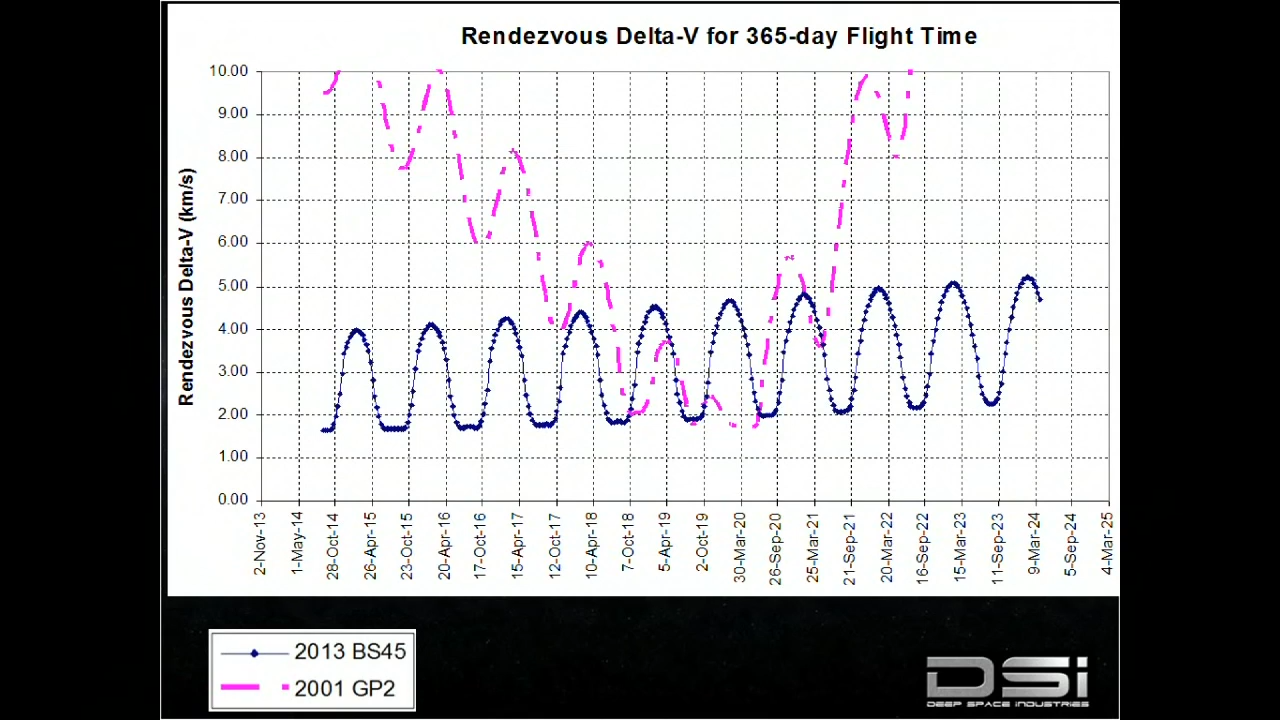 Rendezvous Delta-V for 365-day Flight Time
Rendezvous Delta-V (km/s)
10.00
9.00
8.00
7.00
6.00
5.00
4.00
3.00
2.00
1.00
0.00
2-Nov-13
1-May-14
28-Oct-14
26-Apr-15
23-Oct-15
20-Apr-16
17-Oct-16
15-Apr-17
12-Oct-17
10-Apr-18
7-Oct-18
5-Apr-19
2-Oct-19
30-Mar-20
26-Sep-20
25-Mar-21
21-Sep-21
20-Mar-22
16-Sep-22
15-Mar-23
11-Sep-23
9-Mar-24
5-Sep-24
4-Mar-25
2013 BS45
2001 GP2
DSi
DEEP SPACE INDUSTRIES